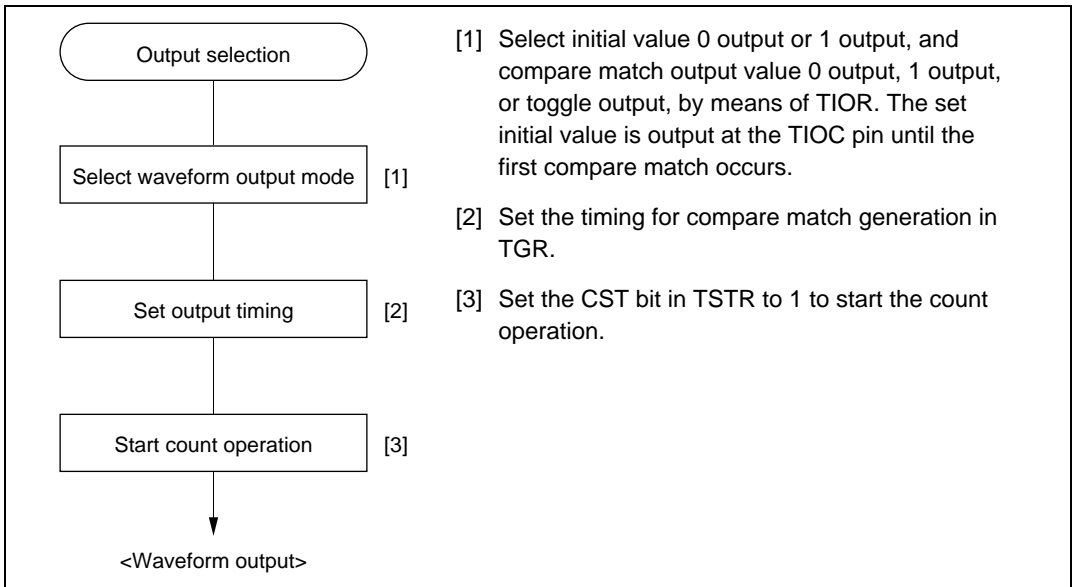 Output selection
Select waveform output mode [1]
Set output timing [2]
Start count operation [3]
<Waveform output>
[1] Select initial value 0 output or 1 output, and
compare match output value 0 output, 1 output,
or toggle output, by means of TIOR. The set
initial value is output at the TIOC pin until the
first compare match occurs.
[2] Set the timing for compare match generation in
TGR.
[3] Set the CST bit in TSTR to 1 to start the count
operation.